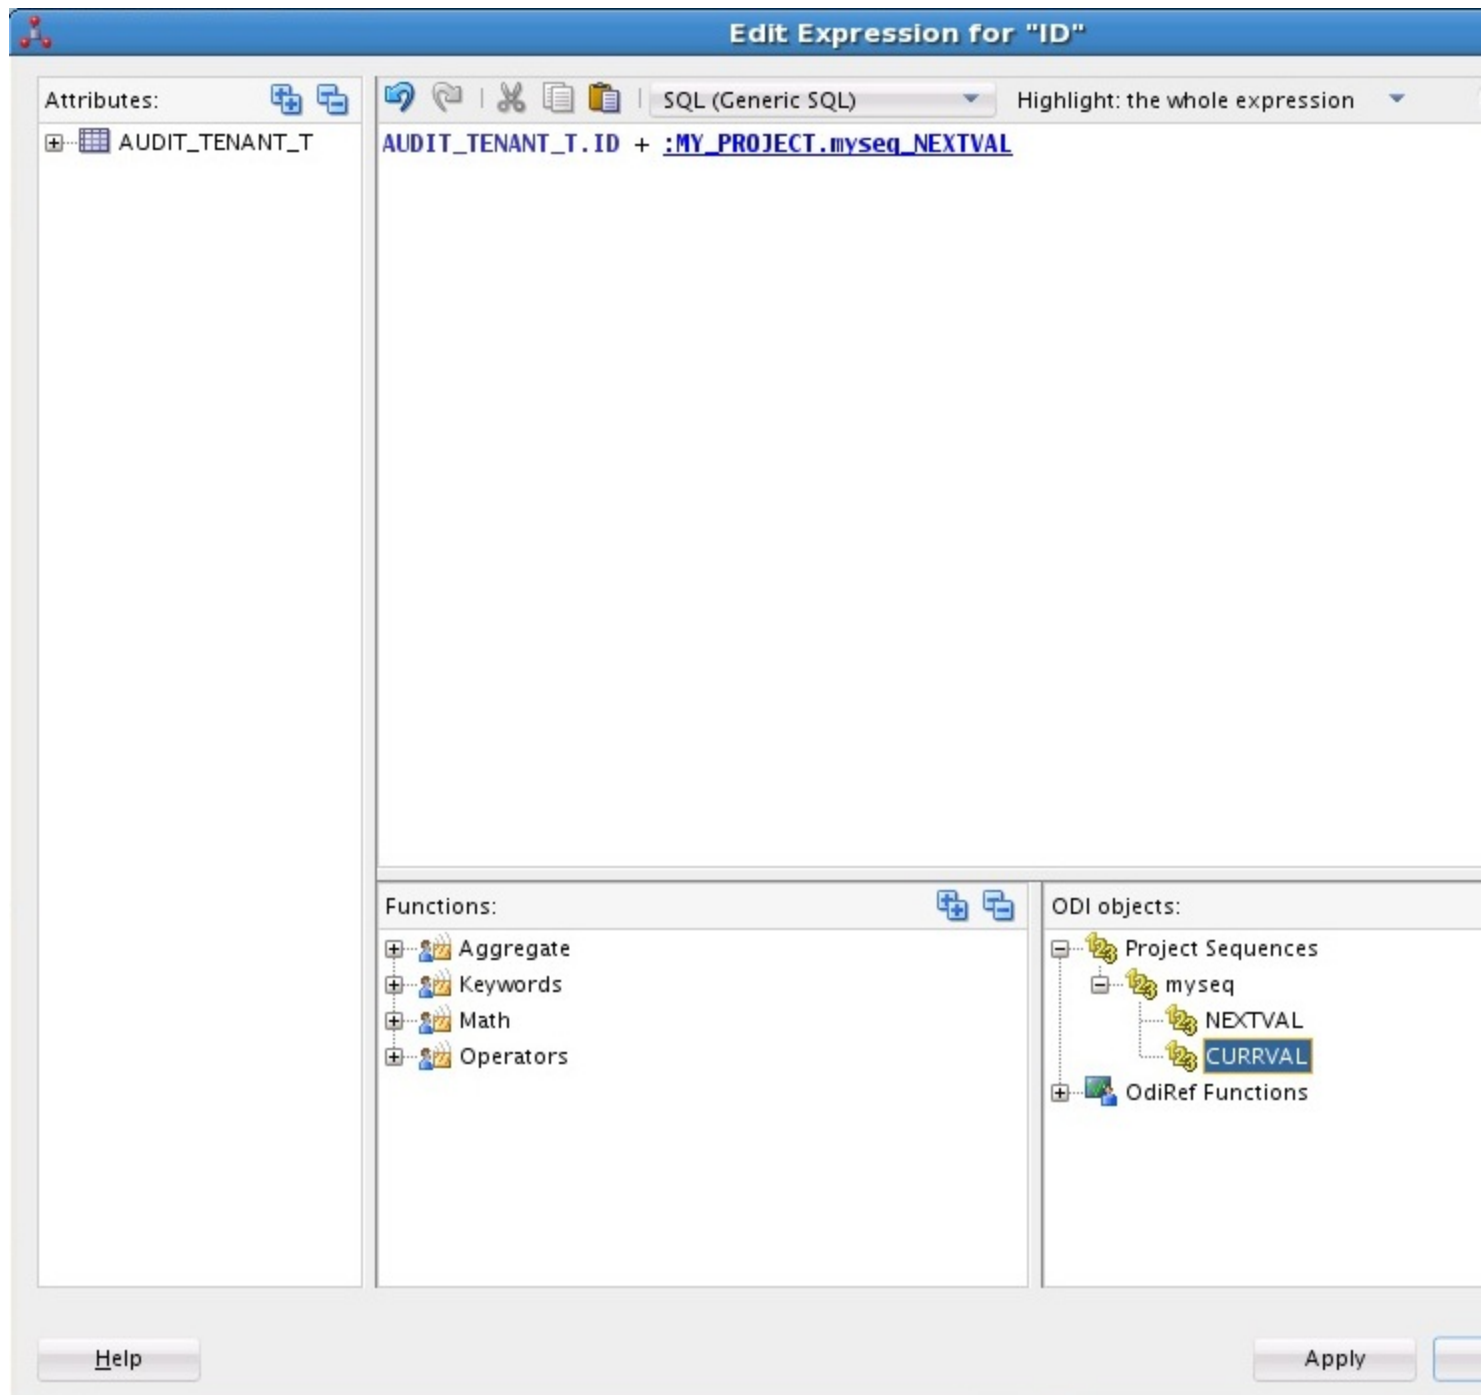 Edit Expression for "ID"
Attributes:
AUDIT_TENANT_T
SQL (Generic SQL)
Highlight: the whole expression
AUDIT_TENANT_T.ID + :MY_PROJECT.myseq_NEXTVAL
Functions:
Aggregate
Keywords
Math
Operators
ODI objects:
Project Sequences
myseq
NEXTVAL
CURRVAL
OdiRef Functions
Help
Apply